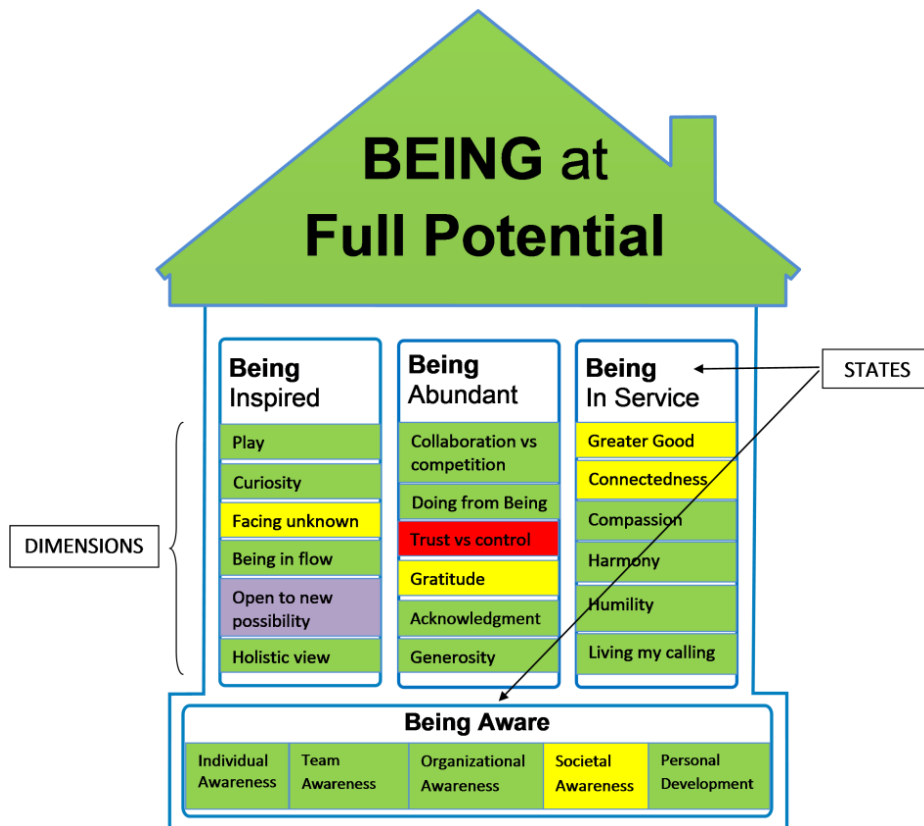 BEING at
Full Potential
Being
Inspired
Play
Curiosity
Facing unknown
Being in flow
Open to new
possibility
Holistic view
Being
Abundant
Collaboration vs
competition
Doing from Being
Trust vs control
Gratitude
Acknowledgment
Generosity
Being
In Service
Greater Good
Connectedness
Compassion
Harmony
Humility
Living my calling
STATES
DIMENSIONS
Being Aware
Individual
Awareness
Team
Awareness
Organizational
Awareness
Societal
Awareness
Personal
Development